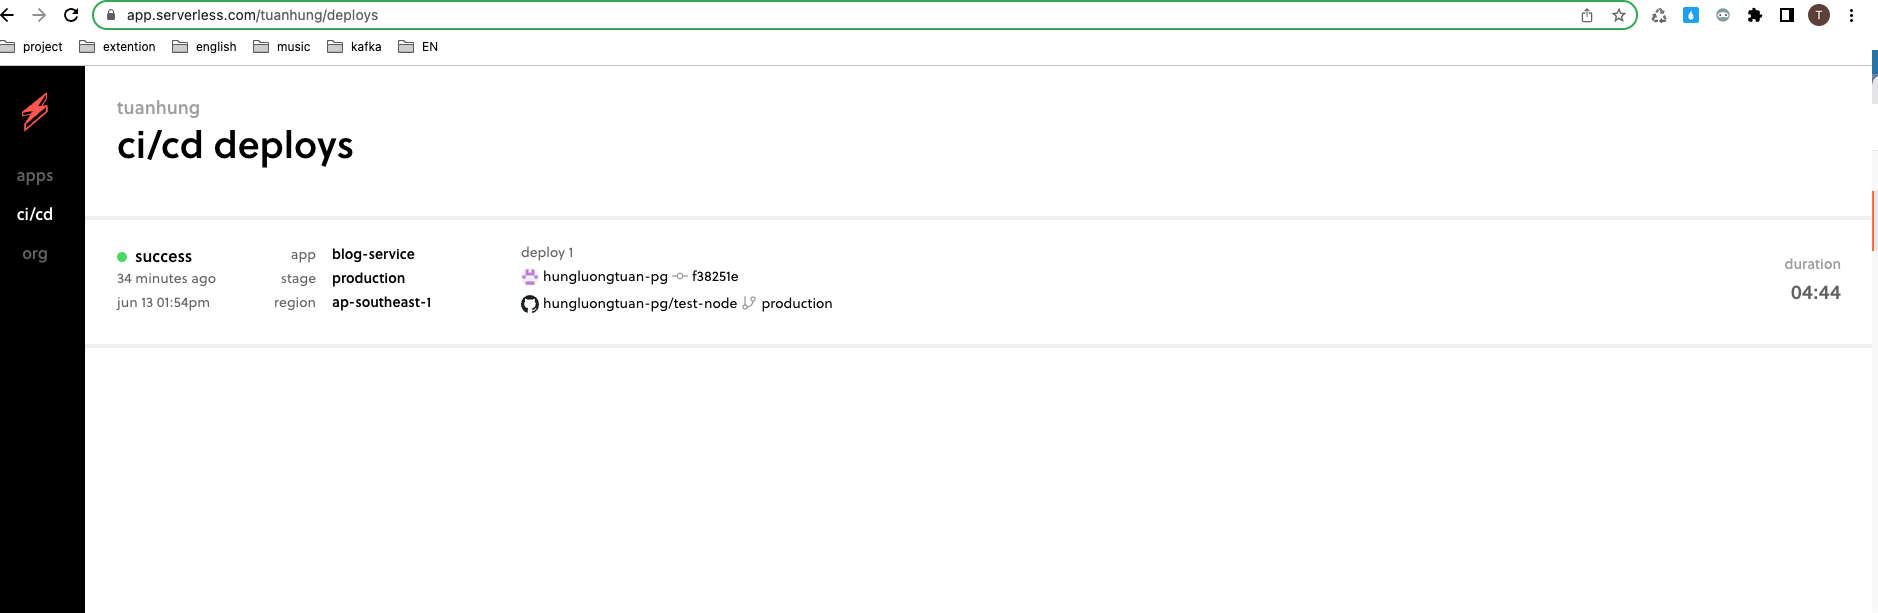 app.serverless.com/tuanhung/deploys
T
project extention english music kafka EN
tuanhung
ci/cd deploys
apps
ci/cd
org
success
34 minutes ago
jun 13 01:54pm
app blog-service
stage production
region ap-southeast-1
deploy 1
hungluongtuan-pg f38251e
hungluongtuan-pg/test-node production
duration
04:44